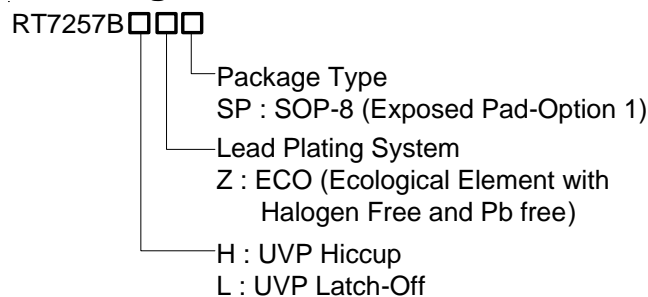 RT7257B□□□
Package Type
SP : SOP-8 (Exposed Pad-Option 1)
Lead Plating System
Z : ECO (Ecological Element with
Halogen Free and Pb free)
H : UVP Hiccup
L : UVP Latch-Off